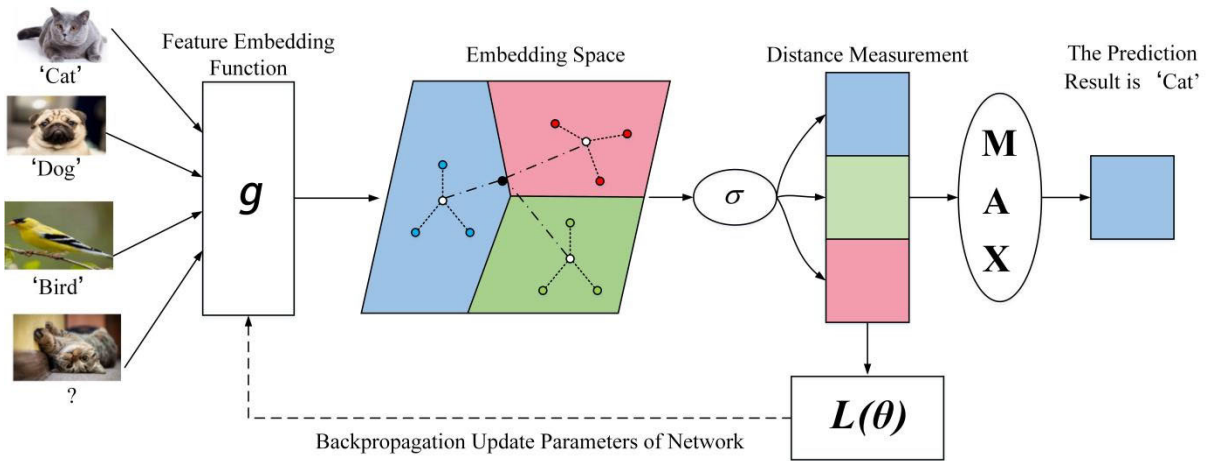 ‘Cat’
‘Dog’
‘Bird’
?
Feature Embedding
Function
g
Embedding Space
σ
Distance Measurement
L(θ)
M
A
X
The Prediction
Result is ‘Cat’
Backpropagation Update Parameters of Network